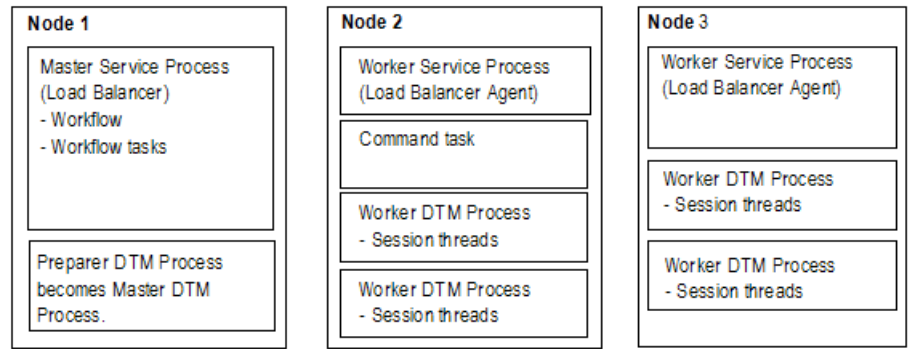 Node 1
Master Service Process
(Load Balancer)
- Workflow
- Workflow tasks
Preparer DTM Process
becomes Master DTM
Process.
Node 2
Worker Service Process
(Load Balancer Agent)
Command task
Worker DTM Process
- Session threads
Worker DTM Process
- Session threads
Node 3
Worker Service Process
(Load Balancer Agent)
Worker DTM Process
- Session threads
Worker DTM Process
- Session threads